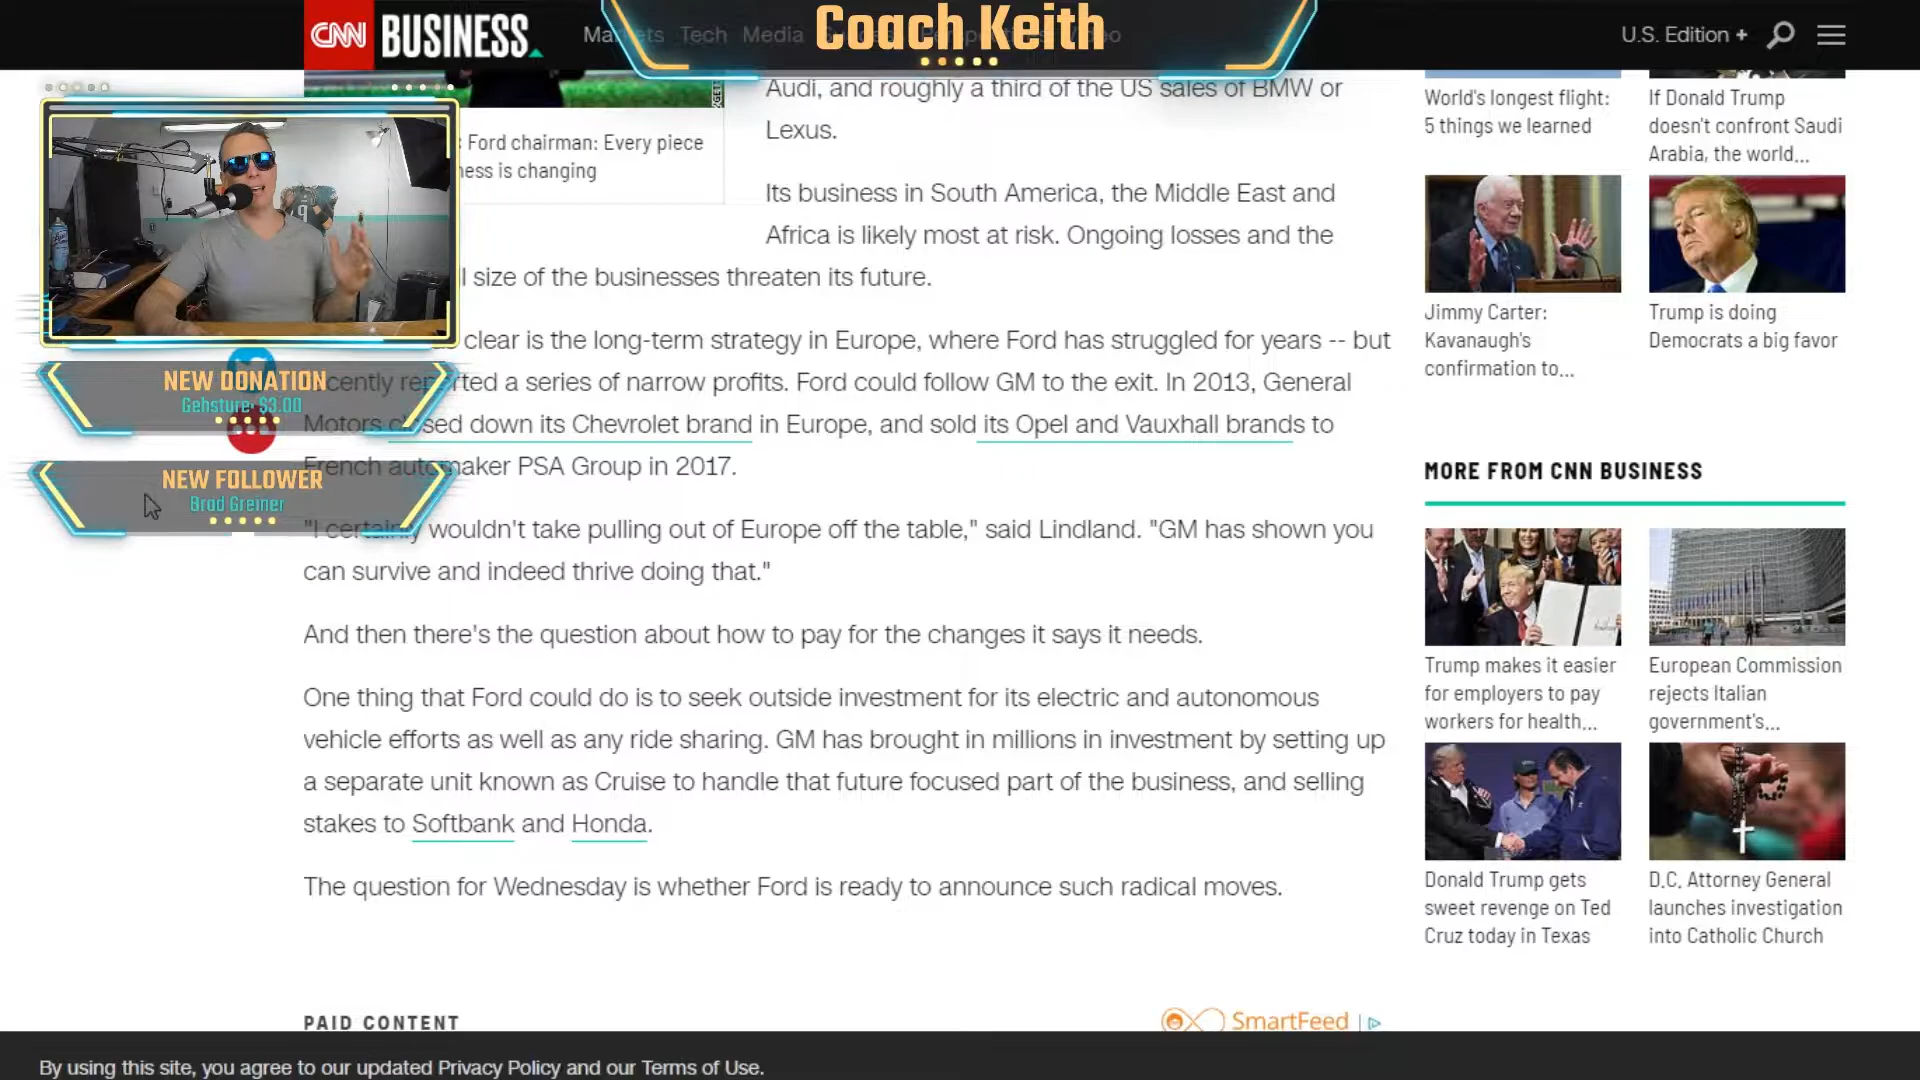 CNN BUSINESS
Markets Tech Media
Coach Keith
U.S. Edition +
Audi, and roughly a third of the US sales of BMW or
Lexus.
: Ford chairman: Every piece
ness is changing
Its business in South America, the Middle East and
Africa is likely most at risk. Ongoing losses and the
l size of the businesses threaten its future.
clear is the long-term strategy in Europe, where Ford has struggled for years -- but
recently reported a series of narrow profits. Ford could follow GM to the exit. In 2013, General
Motors closed down its Chevrolet brand in Europe, and sold its Opel and Vauxhall brands to
French automaker PSA Group in 2017.
"I certainly wouldn't take pulling out of Europe off the table," said Lindland. "GM has shown you
can survive and indeed thrive doing that."
And then there's the question about how to pay for the changes it says it needs.
One thing that Ford could do is to seek outside investment for its electric and autonomous
vehicle efforts as well as any ride sharing. GM has brought in millions in investment by setting up
a separate unit known as Cruise to handle that future focused part of the business, and selling
stakes to Softbank and Honda.
The question for Wednesday is whether Ford is ready to announce such radical moves.
NEW DONATION
Gehsture: $3.00
NEW FOLLOWER
Brad Greiner
World's longest flight:
5 things we learned
If Donald Trump
doesn't confront Saudi
Arabia, the world...
Jimmy Carter:
Kavanaugh's
confirmation to...
Trump is doing
Democrats a big favor
MORE FROM CNN BUSINESS
Trump makes it easier
for employers to pay
workers for health...
European Commission
rejects Italian
government's...
Donald Trump gets
sweet revenge on Ted
Cruz today in Texas
D.C. Attorney General
launches investigation
into Catholic Church
PAID CONTENT
SmartFeed
By using this site, you agree to our updated Privacy Policy and our Terms of Use.